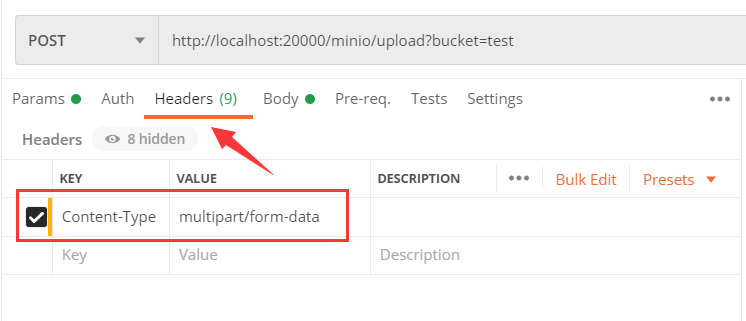 POST http://localhost:20000/minio/upload?bucket=test
Params Auth Headers (9) Body Pre-req. Tests Settings
Headers 8 hidden
KEY VALUE DESCRIPTION Bulk Edit Presets
Content-Type multipart/form-data
Key Value Description